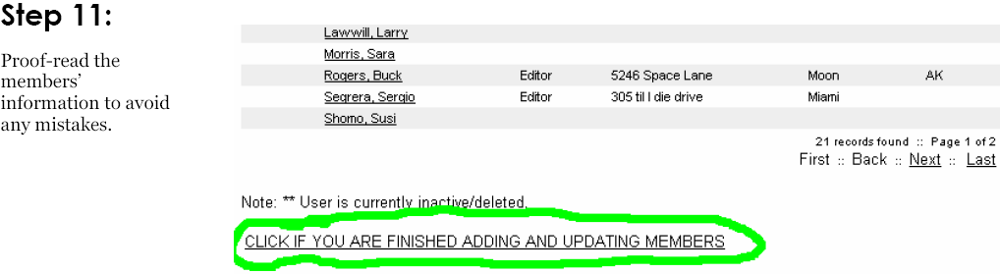 Step 11:
Proof-read the
members’
information to avoid
any mistakes.
Lawwill, Larry
Morris, Sara
Rogers, Buck Editor 5246 Space Lane Moon AK
Segrera, Sergio Editor 305 til I die drive Miami
Shomo, Susi
21 records found :: Page 1 of 2
First :: Back :: Next :: Last
Note: ** User is currently inactive/deleted.
CLICK IF YOU ARE FINISHED ADDING AND UPDATING MEMBERS